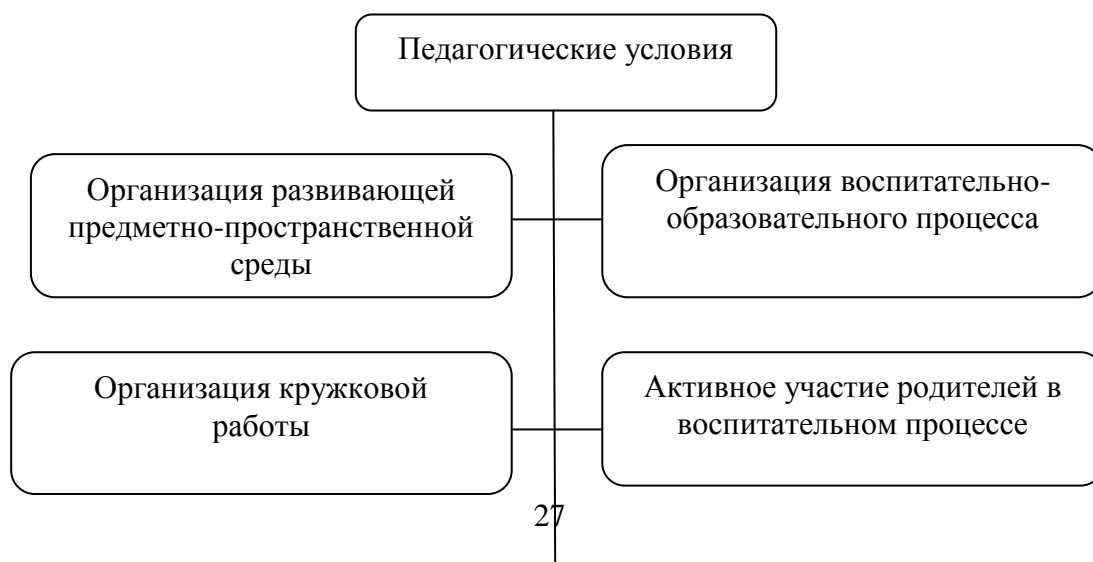 Педагогические условия
Организация развивающей
предметно-пространственной
среды
Организация воспитательно-
образовательного процесса
Организация кружковой
работы
Активное участие родителей в
воспитательном процессе
27